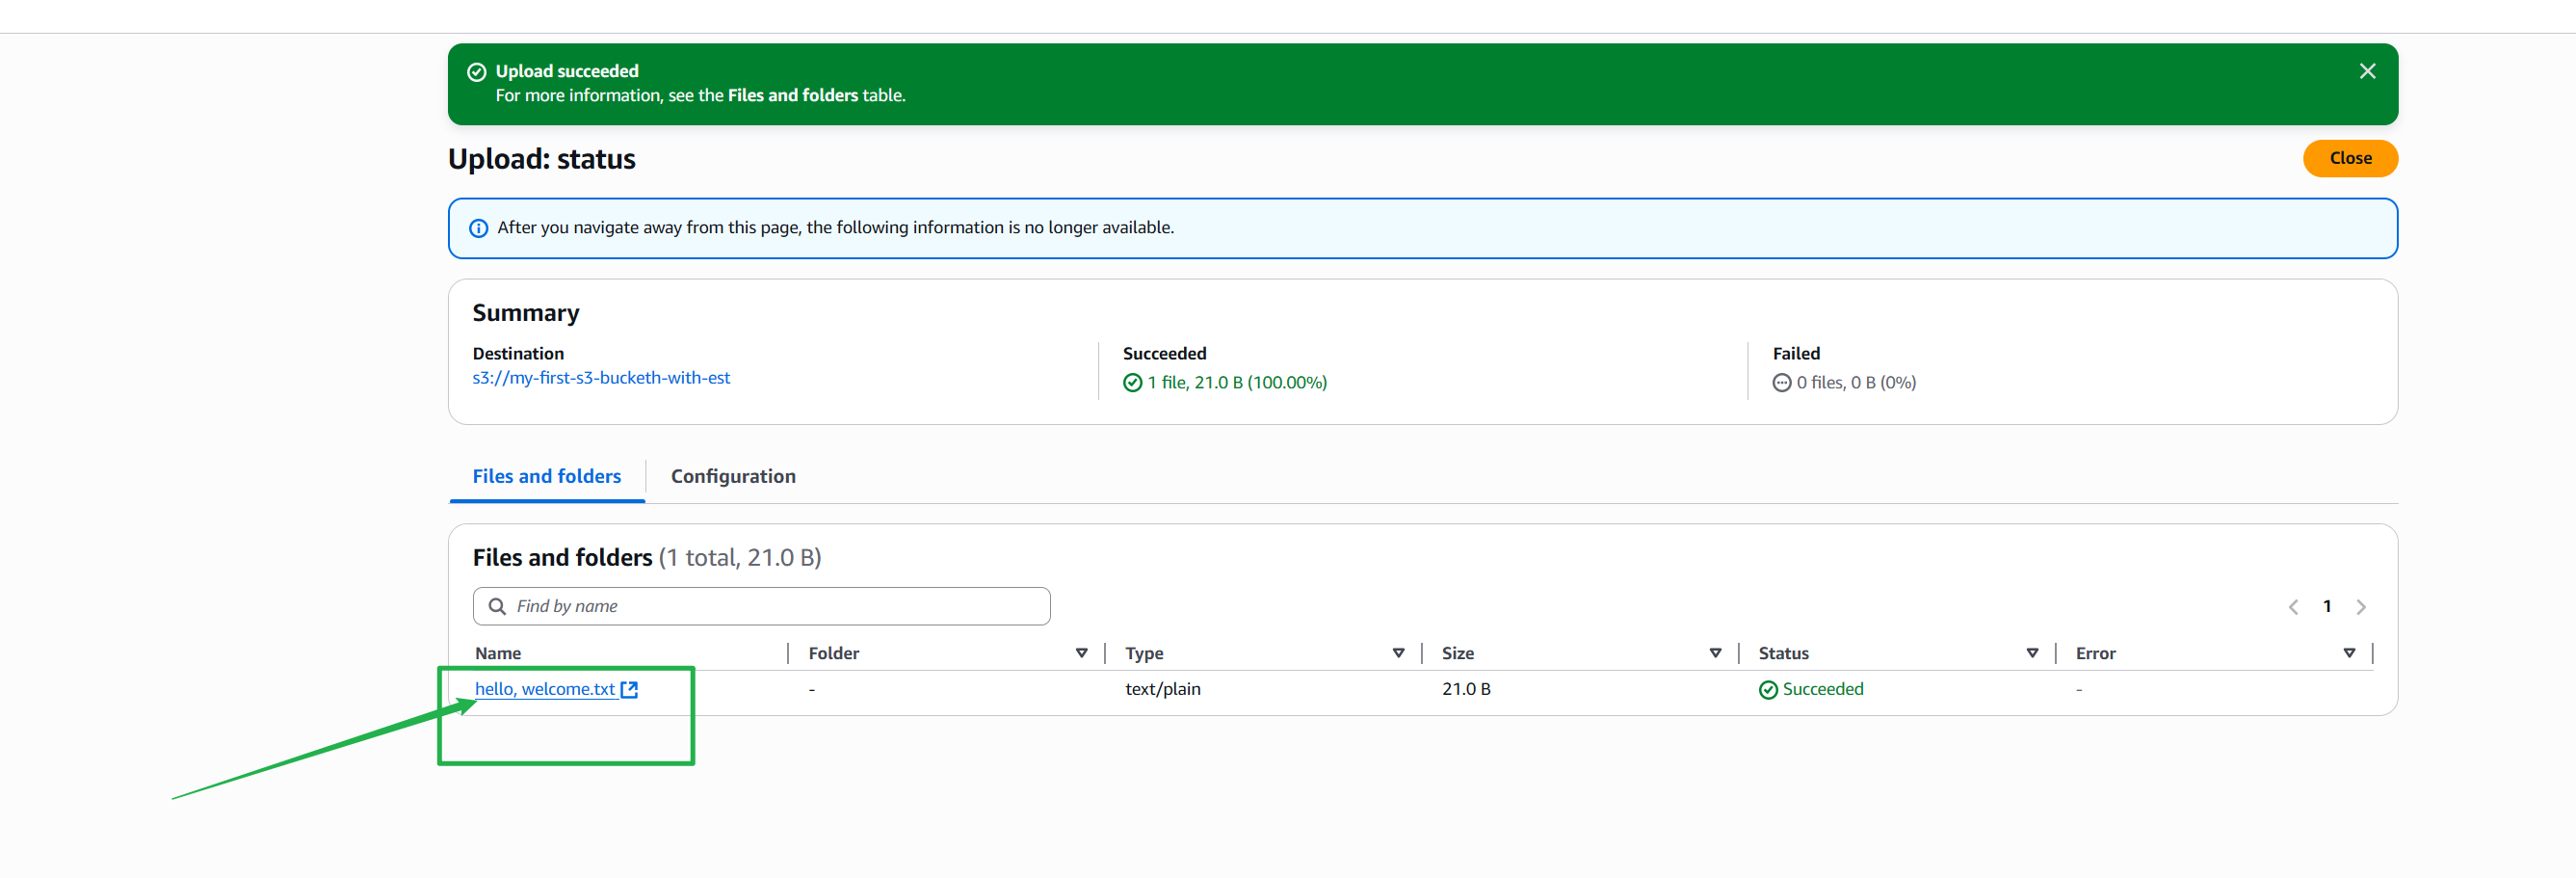 Upload succeeded
For more information, see the Files and folders table.
Upload: status
Close
After you navigate away from this page, the following information is no longer available.
Summary
Destination
s3://my-first-s3-bucketh-with-est
Succeeded
1 file, 21.0 B (100.00%)
Failed
0 files, 0 B (0%)
Files and folders
Configuration
Files and folders (1 total, 21.0 B)
Find by name
1
Name Folder Type Size Status Error
hello, welcome.txt - text/plain 21.0 B Succeeded -